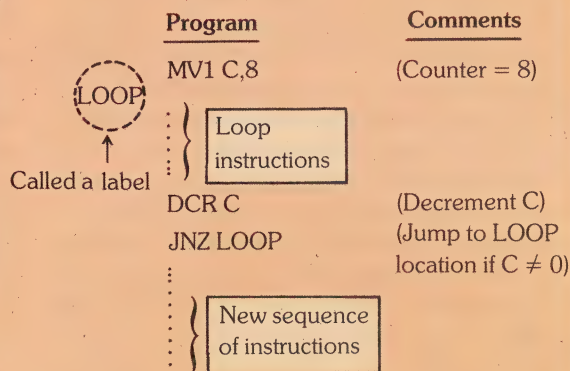 Program Comments
MV1 C,8 (Counter = 8)
LOOP
Loop
instructions
Called a label
DCR C (Decrement C)
JNZ LOOP (Jump to LOOP
location if C ≠ 0)
New sequence
of instructions